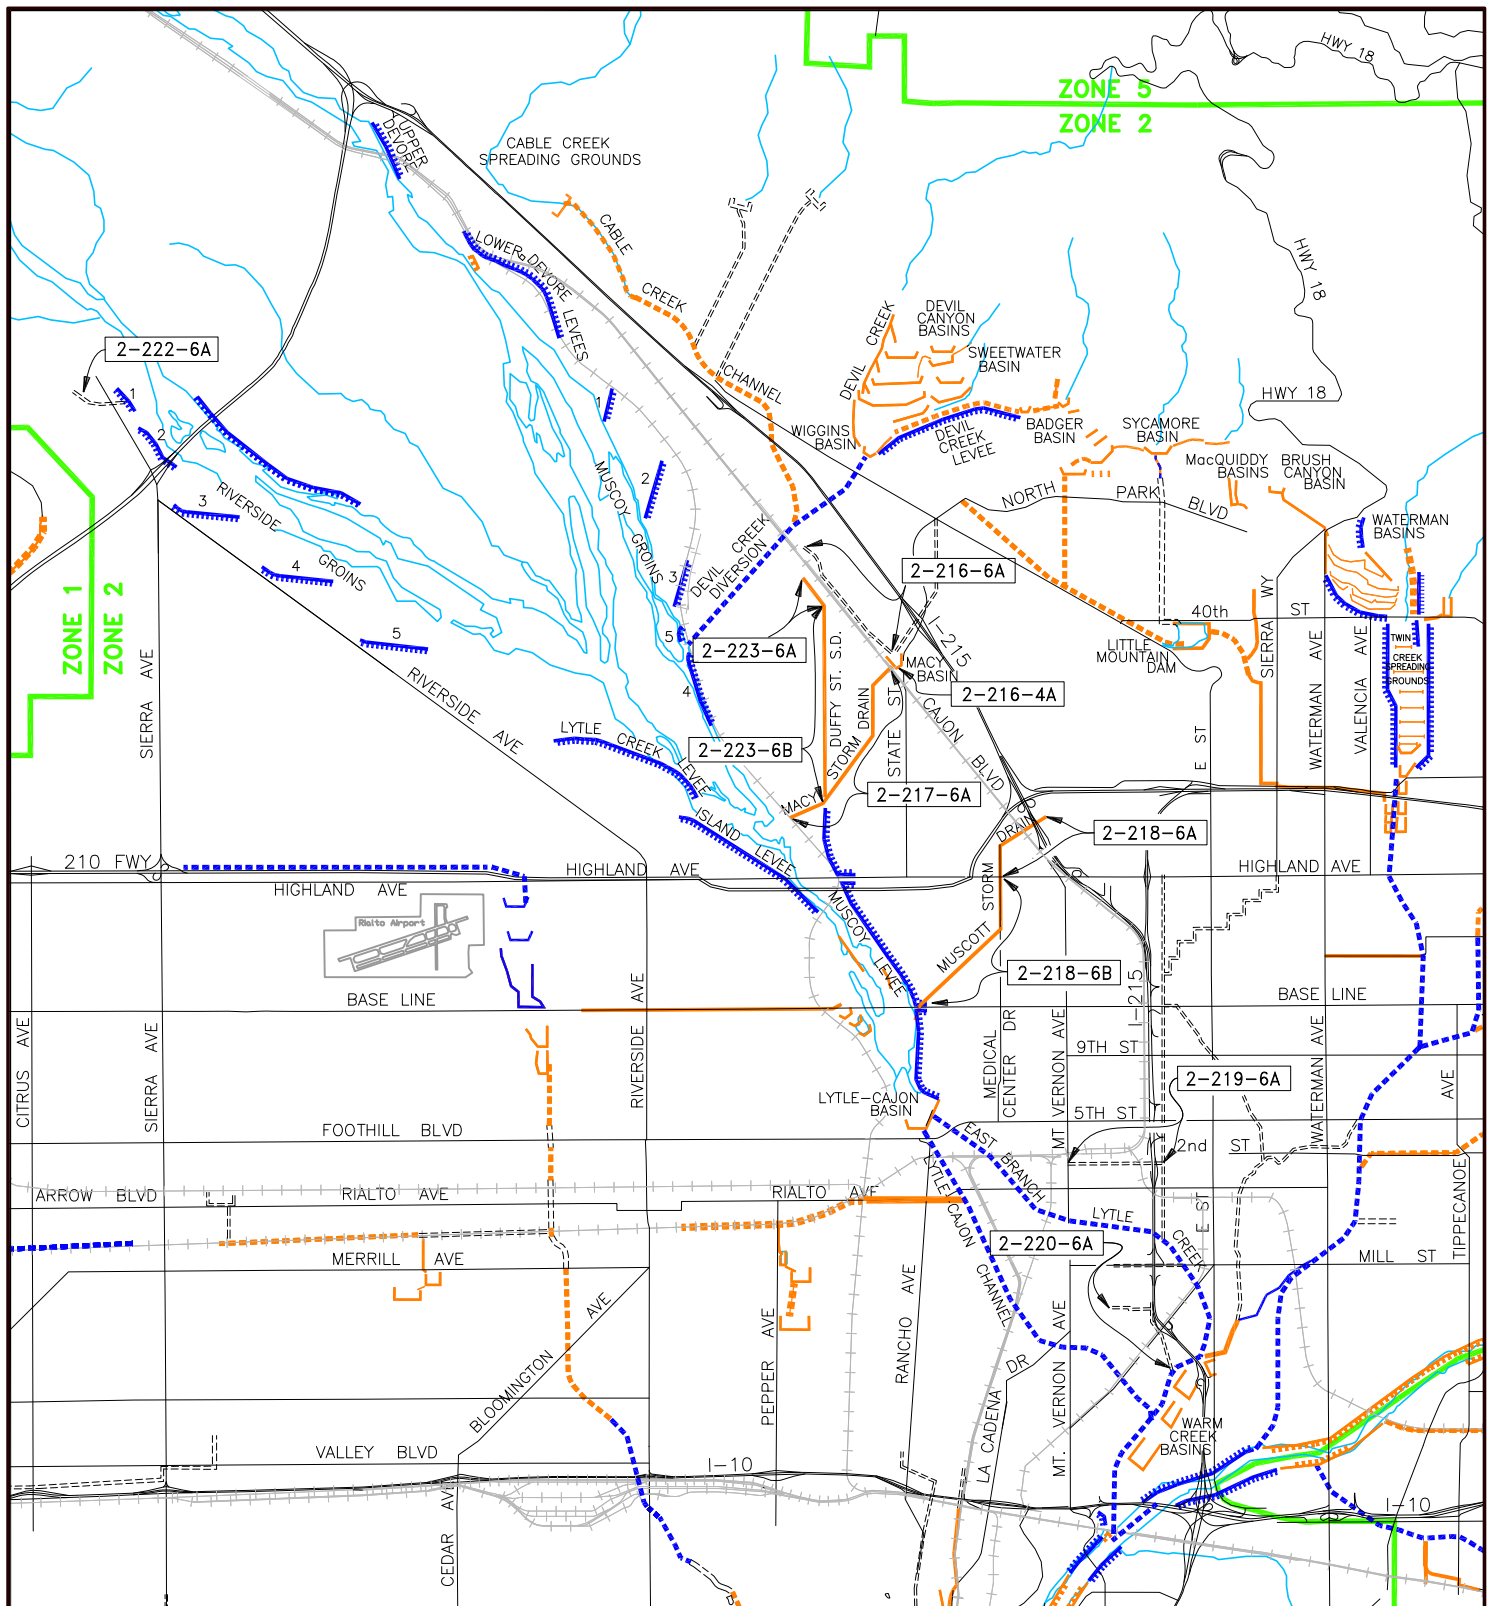 HWY 18
ZONE 5
ZONE 2
UPPER
DEVORE
CABLE CREEK
SPREADING GROUNDS
CABLE
CREEK
CHANNEL
LOWER DEVORE LEVEES
HWY 18
DEVIL CREEK
DEVIL
CANYON
BASINS
SWEETWATER
BASIN
2-222-6A
1
2
3
4
5
RIVERSIDE GROINS
1
2
3
5
4
MUSCOY GROINS
WIGGINS
BASIN
DEVIL
CREEK
LEVEE
BADGER
BASIN
SYCAMORE
BASIN
HWY 18
MacQUIDDY
BASINS
BRUSH
CANYON
BASIN
NORTH PARK BLVD
WATERMAN
BASINS
DEVIL CREEK
DIVERSION
2-216-6A
I-215
40th ST
LITTLE
MOUNTAIN
DAM
SIERRA WY
ZONE 1
ZONE 2
SIERRA AVE
RIVERSIDE AVE
2-223-6A
MACY
BASIN
2-216-4A
TWIN
CREEK
SPREADING
GROUNDS
WATERMAN AVE
VALENCIA AVE
E ST
LYTLE CREEK LEVEE
DUFFY ST. S.D.
MACY STORM DRAIN
STATE ST
CAJON BLVD
2-223-6B
2-217-6A
ISLAND LEVEE
2-218-6A
210 FWY
HIGHLAND AVE
HIGHLAND AVE
HIGHLAND AVE
Rialto Airport
MUSCOY LEVEE
MUSCOTT STORM DRAIN
2-218-6B
I-215
BASE LINE
BASE LINE
CITRUS AVE
SIERRA AVE
RIVERSIDE AVE
MEDICAL
CENTER DR
MT VERNON AVE
9TH ST
2-219-6A
WATERMAN AVE
TIPPECANOE AVE
LYTLE-CAJON
BASIN
5TH ST
FOOTHILL BLVD
EAST BRANCH LYTLE CREEK
2nd ST
ARROW BLVD
RIALTO AVE
RIALTO AVE
LYTLE CAJON CHANNEL
E ST
2-220-6A
MERRILL AVE
MILL ST
BLOOMINGTON AVE
PEPPER AVE
RANCHO AVE
LA CADENA DR
MT. VERNON AVE
WARM
CREEK
BASINS
VALLEY BLVD
I-10
I-10
CEDAR AVE